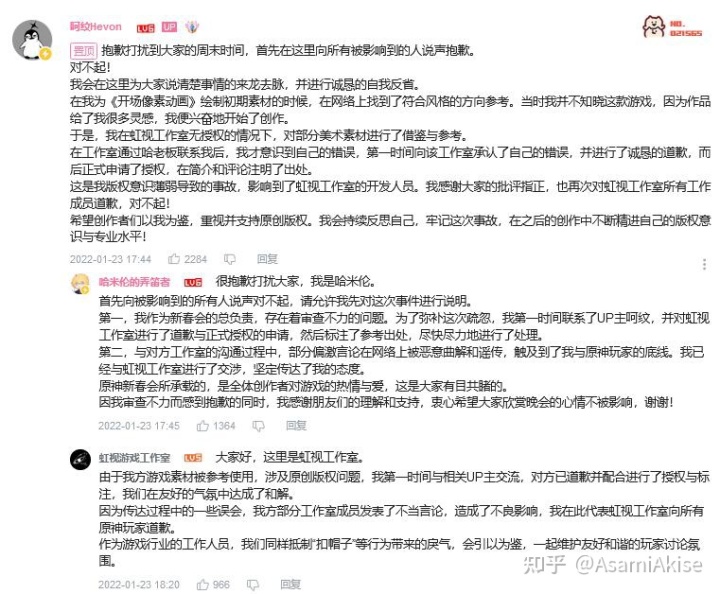 阿纹Hevon LV6 UP
NO.
021565
置顶 抱歉打扰到大家的周末时间，首先在这里向所有被影响到的人说声抱歉。
对不起！
我会在这里为大家说清楚事情的来龙去脉，并进行诚恳的自我反省。
在我为《开场像素动画》绘制初期素材的时候，在网络上找到了符合风格的方向参考。当时我并不知晓这款游戏，因为作品
给了我很多灵感，我便兴奋地开始了创作。
于是，我在虹视工作室无授权的情况下，对部分美术素材进行了借鉴与参考。
在工作室通过哈老板联系我后，我才意识到自己的错误，第一时间向该工作室承认了自己的错误，并进行了诚恳的道歉，而
后正式申请了授权，在简介和评论注明了出处。
这是我版权意识薄弱导致的事故，影响到了虹视工作室的开发人员。我感谢大家的批评指正，也再次对虹视工作室所有工作
成员道歉，对不起！
希望创作者们以我为鉴，重视并支持原创版权。我会持续反思自己，牢记这次事故，在之后的创作中不断精进自己的版权意
识与专业水平！
2022-01-23 17:44 2284 回复
哈米伦的弄笛者 LV6 很抱歉打扰大家，我是哈米伦。
首先向被影响到的所有人说声对不起，请允许我先对这次事件进行说明。
第一，我作为新春会的总负责，存在着审查不力的问题。为了弥补这次疏忽，我第一时间联系了UP主阿纹，并对虹视
工作室进行了道歉与正式授权的申请，然后标注了参考出处，尽快尽力地进行了处理。
第二，与对方工作室的沟通过程中，部分偏激言论在网络上被恶意曲解和谣传，触及到了我与原神玩家的底线。我已
经与虹视工作室进行了交涉，坚定传达了我的态度。
原神新春会所承载的，是全体创作者对游戏的热情与爱，这是大家有目共睹的。
因我审查不力而感到抱歉的同时，我感谢朋友们的理解和支持，衷心希望大家欣赏晚会的心情不被影响，谢谢！
2022-01-23 17:45 1364 回复
虹视游戏工作室 LV5 大家好，这里是虹视工作室。
由于我方游戏素材被参考使用，涉及原创版权问题，我第一时间与相关UP主交流，对方已道歉并配合进行了授权与标
注，我们在友好的气氛中达成了和解。
因为传达过程中的一些误会，我方部分工作室成员发表了不当言论，造成了不良影响，我在此代表虹视工作室向所有
原神玩家道歉。
作为游戏行业的工作人员，我们同样抵制“扣帽子”等行为带来的戾气，会引以为鉴，一起维护友好和谐的玩家讨论氛
围。
2022-01-23 18:20 966 回复
知乎 @AsamiAkise